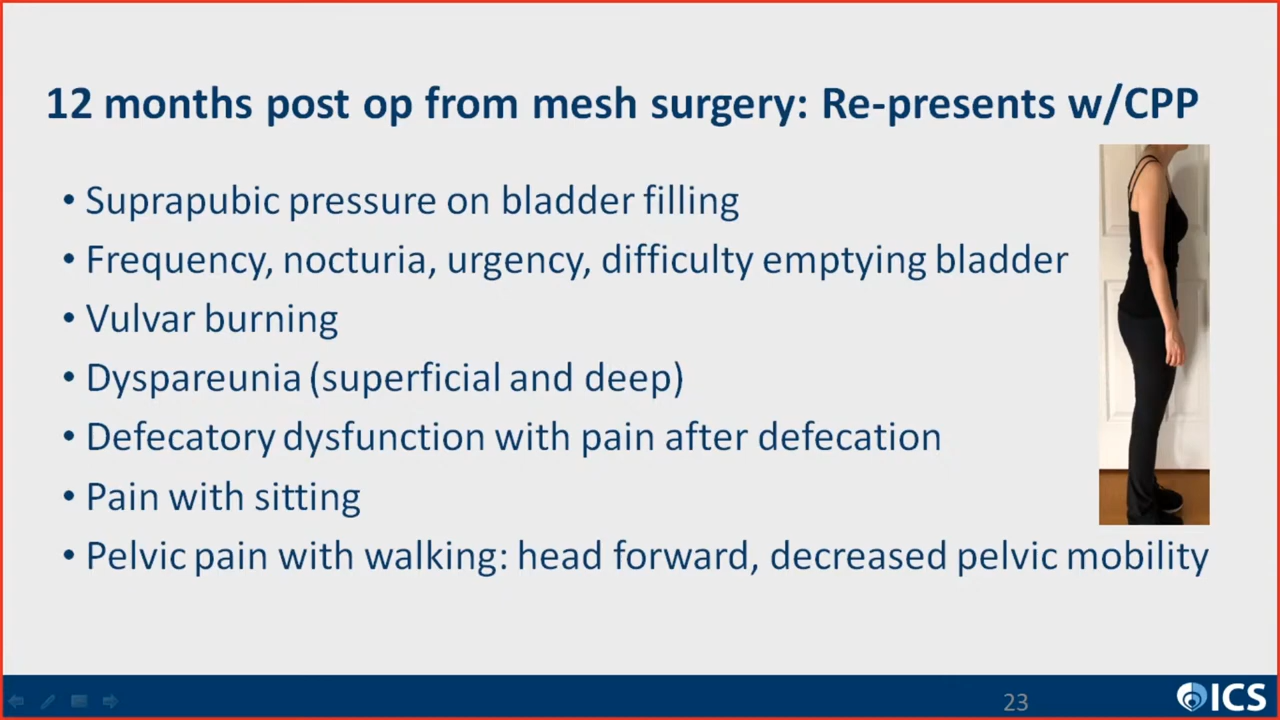 12 months post op from mesh surgery: Re-presents w/CPP
• Suprapubic pressure on bladder filling
• Frequency, nocturia, urgency, difficulty emptying bladder
• Vulvar burning
• Dyspareunia (superficial and deep)
• Defecatory dysfunction with pain after defecation
• Pain with sitting
• Pelvic pain with walking: head forward, decreased pelvic mobility
23
ICS